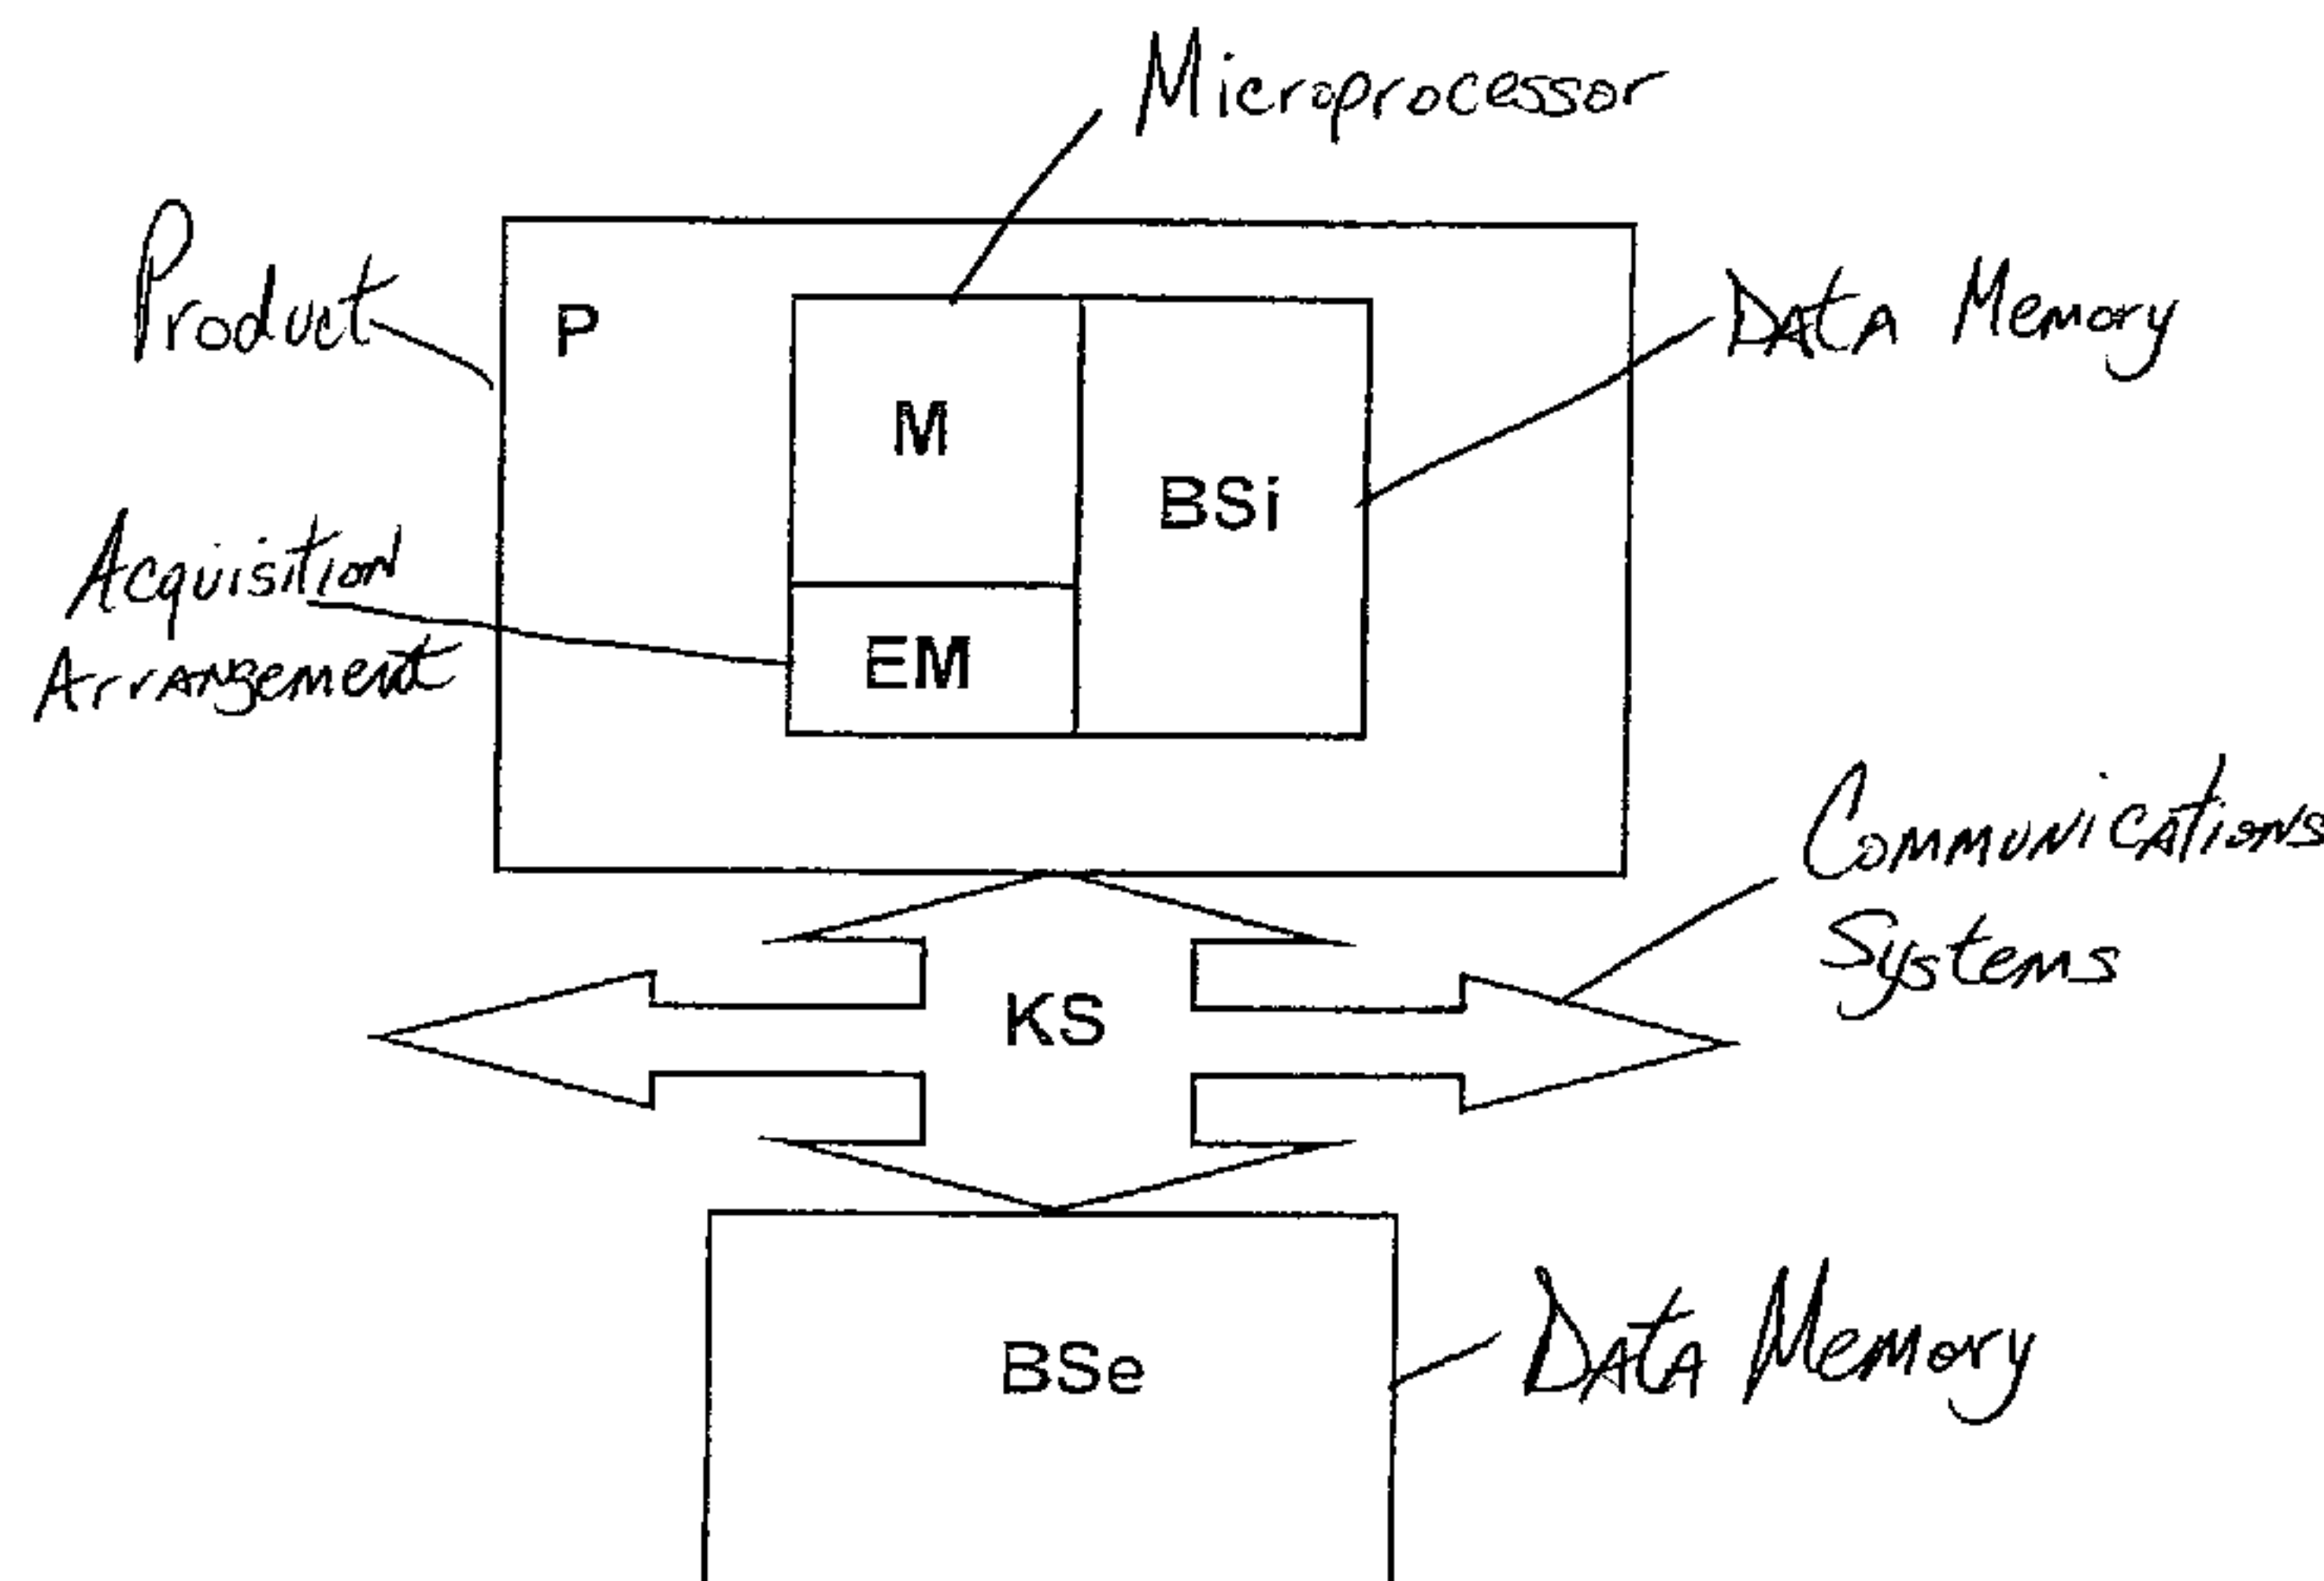 Microprocessor
Product
P
Data Memory
M
BSi
Acquisition
Arrangement
EM
Communications
Systems
KS
BSe
Data Memory